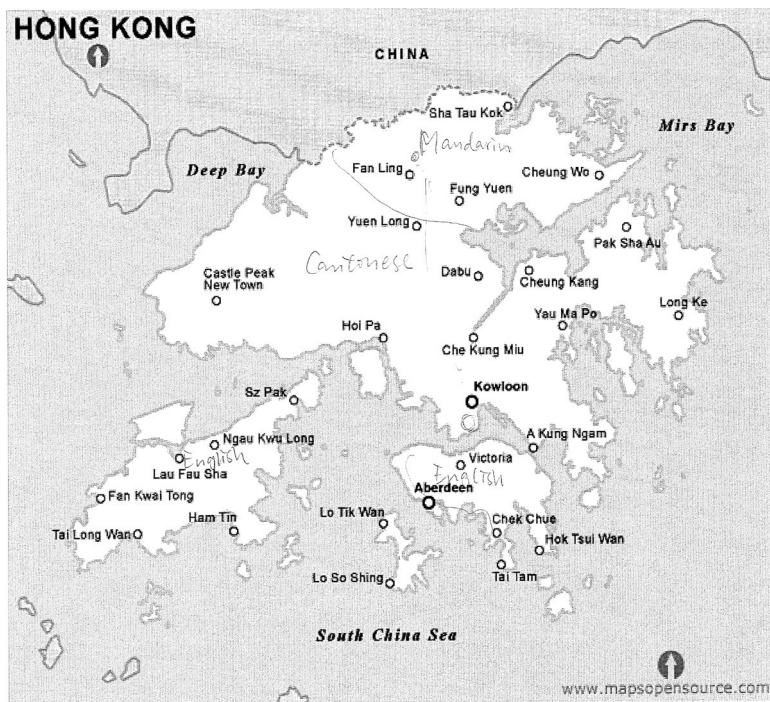 HONG KONG
CHINA
Sha Tau Kok
Mirs Bay
Mandarin
Deep Bay
Fan Ling
Cheung Wo
Fung Yuen
Yuen Long
Pak Sha Au
Cantonese
Castle Peak
New Town
Dabu
Cheung Kang
Long Ke
Yau Ma Po
Hoi Pa
Che Kung Miu
Sz Pak
Kowloon
Ngau Kwu Long
A Kung Ngam
English
Victoria
Lau Fau Sha
English
Aberdeen
Fan Kwai Tong
Lo Tik Wan
Ham Tin
Chek Chue
Tai Long Wan
Hok Tsui Wan
Tai Tam
Lo So Shing
South China Sea
www.mapsopensource.com